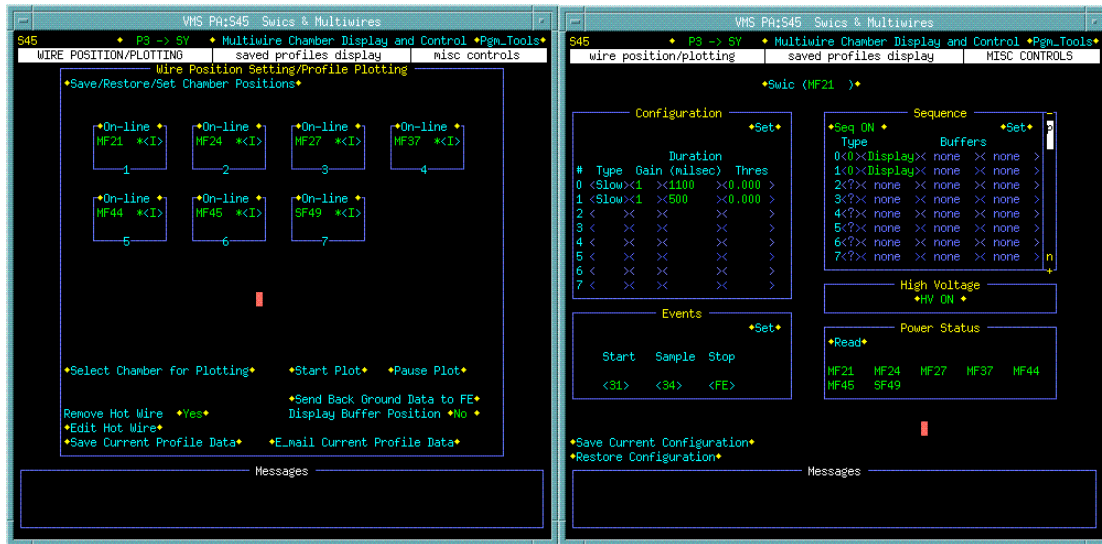 VMS PA:S45 Swics & Multiwires
S45 ◆ P3 -> SY ◆ Multiwire Chamber Display and Control ◆Pgm_Tools◆
WIRE POSITION/PLOTTING saved profiles display misc controls
Wire Position Setting/Profile Plotting
◆Save/Restore/Set Chamber Positions◆
◆On-line ◆ ◆On-line ◆ ◆On-line ◆ ◆On-line ◆
MF21 *<I> MF24 *<I> MF27 *<I> MF37 *<I>
1 2 3 4
◆On-line ◆ ◆On-line ◆ ◆On-line ◆
MF44 *<I> MF45 *<I> SF49 *<I>
5 6 7
◆Select Chamber for Plotting◆ ◆Start Plot◆ ◆Pause Plot◆
◆Send Back Ground Data to FE◆
Remove Hot Wire ◆Yes◆ Display Buffer Position ◆No ◆
◆Edit Hot Wire◆
◆Save Current Profile Data◆ ◆E_mail Current Profile Data◆
Messages
VMS PA:S45 Swics & Multiwires
S45 ◆ P3 -> SY ◆ Multiwire Chamber Display and Control ◆Pgm_Tools◆
wire position/plotting saved profiles display MISC CONTROLS
◆Swic (MF21 )◆
Configuration
◆Set◆
Duration
# Type Gain (milsec) Thres
0 <Slow><1 ><1100 ><0.000 >
1 <Slow><1 ><500 ><0.000 >
2 < >< >< >
3 < >< >< >
4 < >< >< >
5 < >< >< >
6 < >< >< >
7 < >< >< >
Sequence
◆Seq ON ◆ ◆Set◆
Type Buffers
0<0><Display>< none >< none >
1<0><Display>< none >< none >
2<?>< none >< none >< none >
3<?>< none >< none >< none >
4<?>< none >< none >< none >
5<?>< none >< none >< none >
6<?>< none >< none >< none >
7<?>< none >< none >< none > n
+
High Voltage
◆HV ON ◆
Events
◆Set◆
Start Sample Stop
<31> <34> <FE>
Power Status
◆Read◆
MF21 MF24 MF27 MF37 MF44
MF45 SF49
◆Save Current Configuration◆
◆Restore Configuration◆
Messages